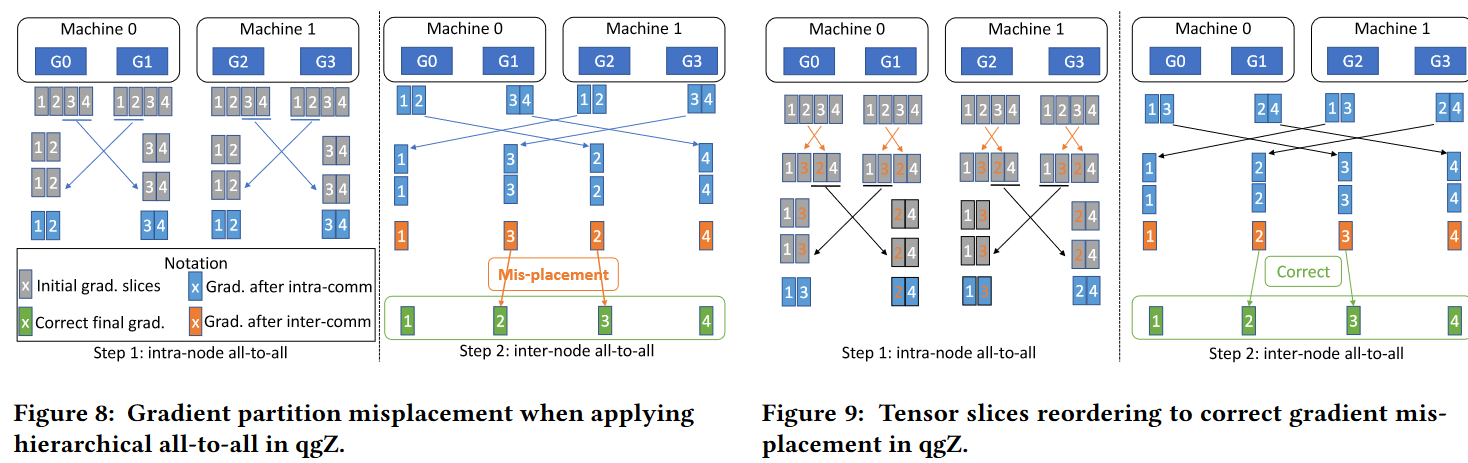 Machine 0
Machine 1
G0 G1 G2 G3
1 2 3 4 1 2 3 4 1 2 3 4 1 2 3 4
1 2 3 4 1 2 3 4
1 2 3 4 1 2 3 4
1 2 3 4 1 2 3 4
Notation
x Initial grad. slices
x Grad. after intra-comm
x Correct final grad.
x Grad. after inter-comm
Step 1: intra-node all-to-all
Machine 0
Machine 1
G0 G1 G2 G3
1 2 3 4 1 2 3 4
1 3 2 4
1 3 2 4
1 3 2 4
Mis-placement
1 2 3 4
Step 2: inter-node all-to-all
Figure 8: Gradient partition misplacement when applying
hierarchical all-to-all in qgZ.
Machine 0
Machine 1
G0 G1 G2 G3
1 2 3 4 1 2 3 4 1 2 3 4 1 2 3 4
1 3 2 4 1 3 2 4 1 3 2 4 1 3 2 4
1 3 2 4 1 3 2 4
1 3 2 4 1 3 2 4
1 3 2 4 1 3 2 4
Step 1: intra-node all-to-all
Machine 0
Machine 1
G0 G1 G2 G3
1 3 2 4 1 3 2 4
1 2 3 4
1 2 3 4
1 2 3 4
Correct
1 2 3 4
Step 2: inter-node all-to-all
Figure 9: Tensor slices reordering to correct gradient mis-
placement in qgZ.